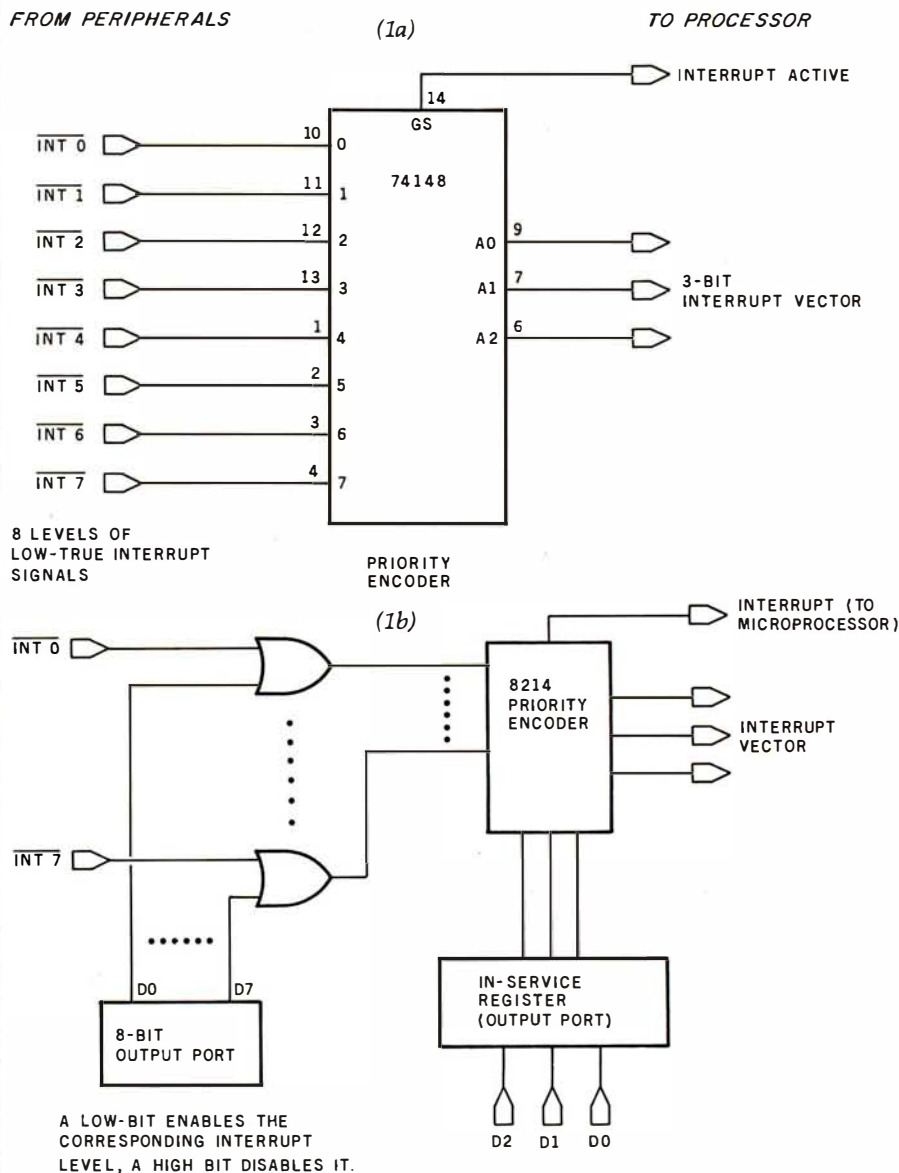 FROM PERIPHERALS
(1a)
TO PROCESSOR
INTERRUPT ACTIVE
14
GS
74148
INT 0
10
0
INT 1
11
1
INT 2
12
2
INT 3
13
3
INT 4
1
4
INT 5
2
5
INT 6
3
6
INT 7
4
7
A0
9
A1
7
A2
6
3-BIT
INTERRUPT VECTOR
8 LEVELS OF
LOW-TRUE INTERRUPT
SIGNALS
PRIORITY
ENCODER
(1b)
INTERRUPT (TO
MICROPROCESSOR)
INT 0
8214
PRIORITY
ENCODER
INTERRUPT
VECTOR
INT 7
D0
D7
8-BIT
OUTPUT PORT
IN-SERVICE
REGISTER
(OUTPUT PORT)
D2
D1
D0
A LOW-BIT ENABLES THE
CORRESPONDING INTERRUPT
LEVEL, A HIGH BIT DISABLES IT.